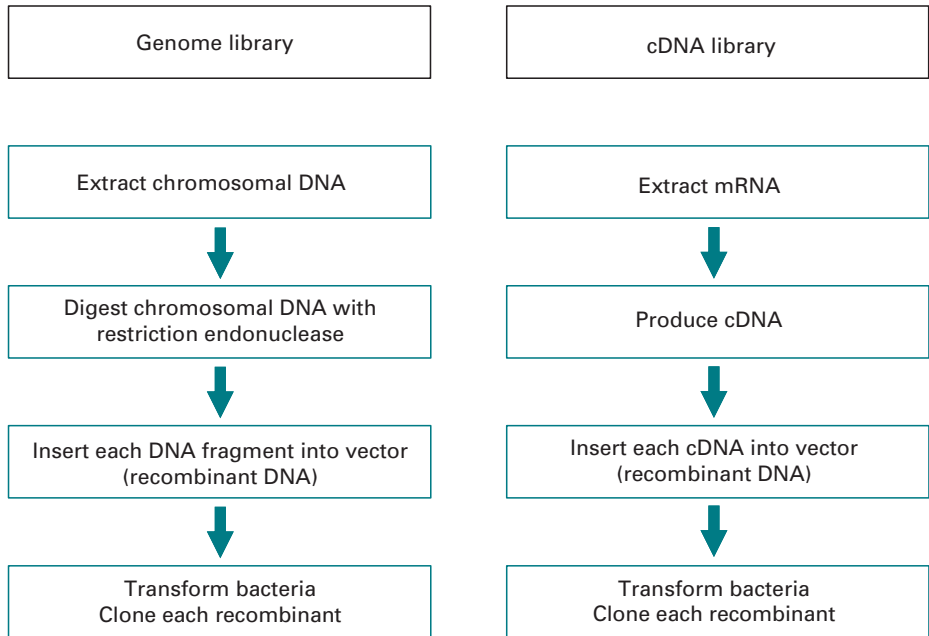 Genome library
Extract chromosomal DNA
Digest chromosomal DNA with
restriction endonuclease
Insert each DNA fragment into vector
(recombinant DNA)
Transform bacteria
Clone each recombinant
cDNA library
Extract mRNA
Produce cDNA
Insert each cDNA into vector
(recombinant DNA)
Transform bacteria
Clone each recombinant